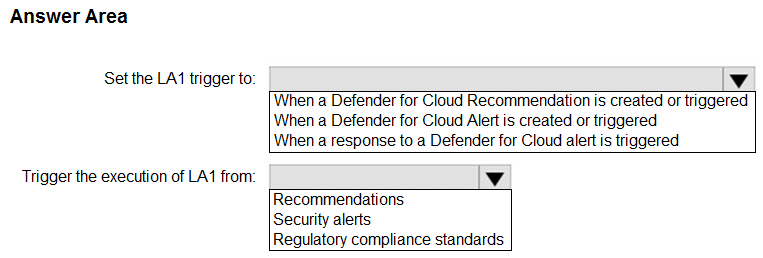 Answer Area
Set the LA1 trigger to:
When a Defender for Cloud Recommendation is created or triggered
When a Defender for Cloud Alert is created or triggered
When a response to a Defender for Cloud alert is triggered
Trigger the execution of LA1 from:
Recommendations
Security alerts
Regulatory compliance standards